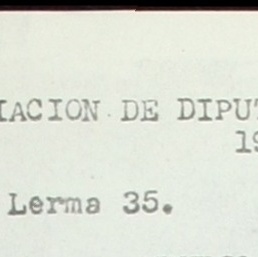 IACION DE DIPUT
19
Lerma 35.